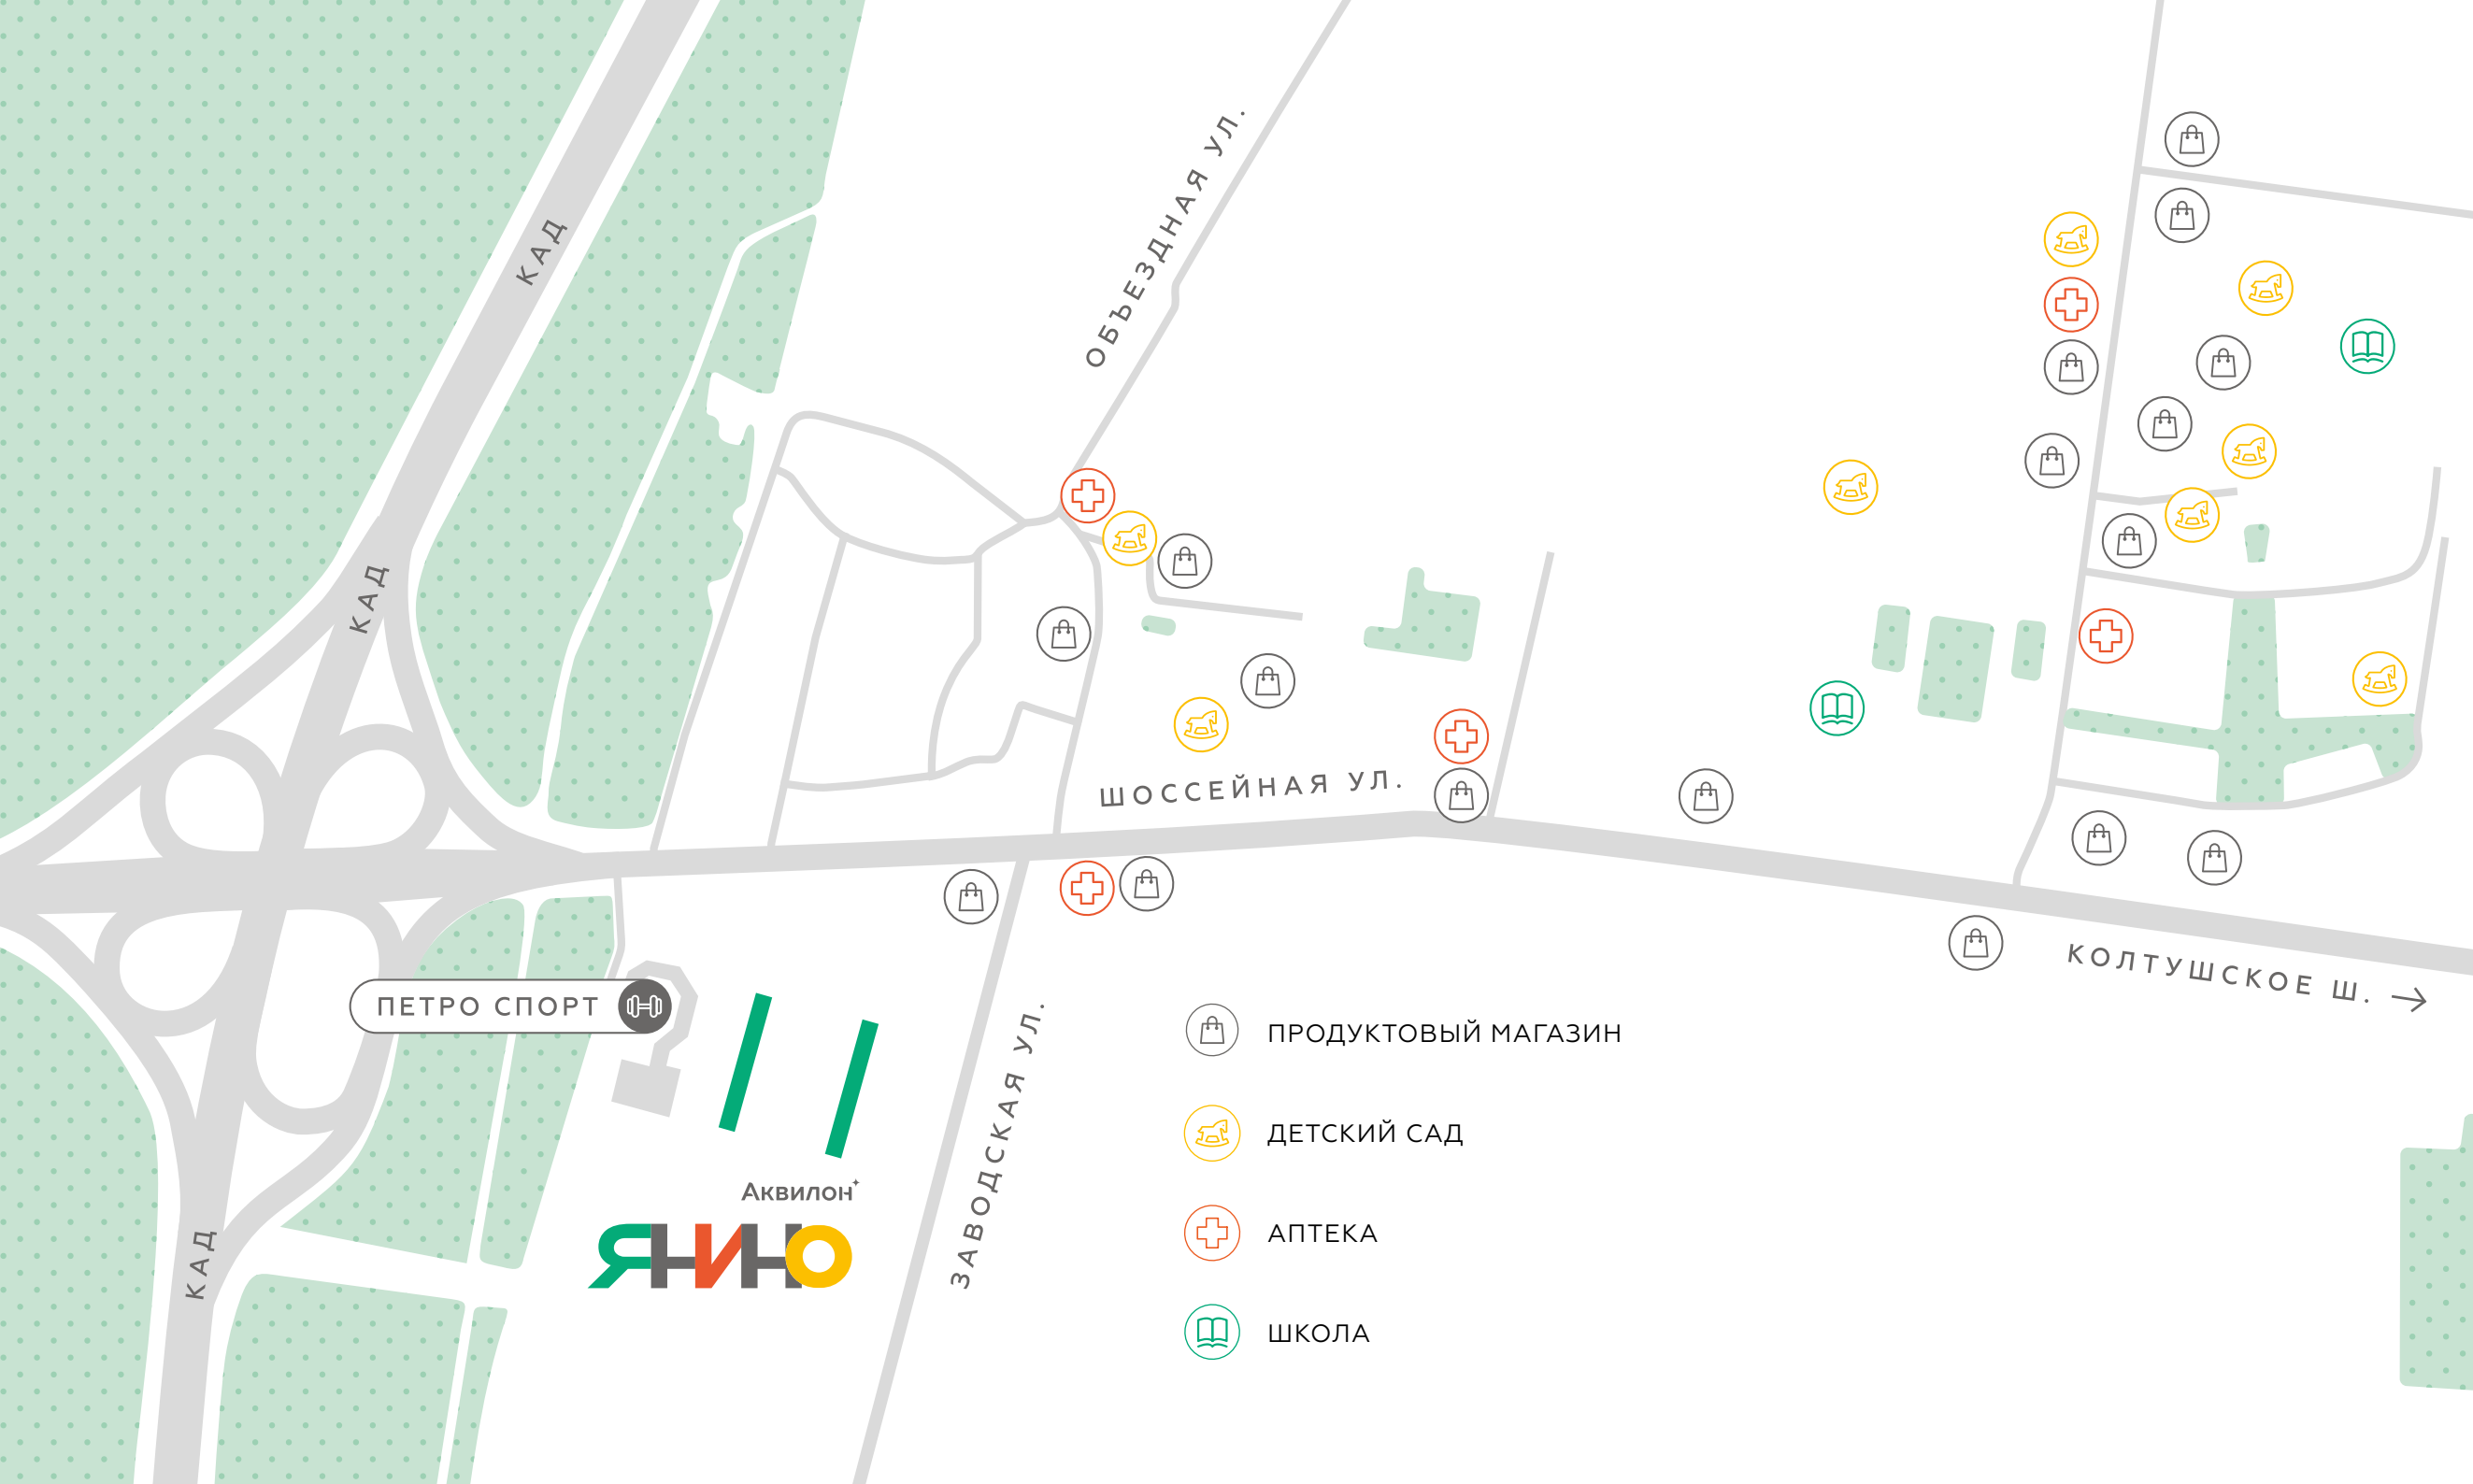 КАД
ОБЪЕЗДНАЯ УЛ.
КАД
ШОССЕЙНАЯ УЛ.
КОЛТУШСКОЕ Ш. →
ПЕТРО СПОРТ
ЗАВОДСКАЯ УЛ.
КАД
Аквилон
ЯНИНО
ПРОДУКТОВЫЙ МАГАЗИН
ДЕТСКИЙ САД
АПТЕКА
ШКОЛА